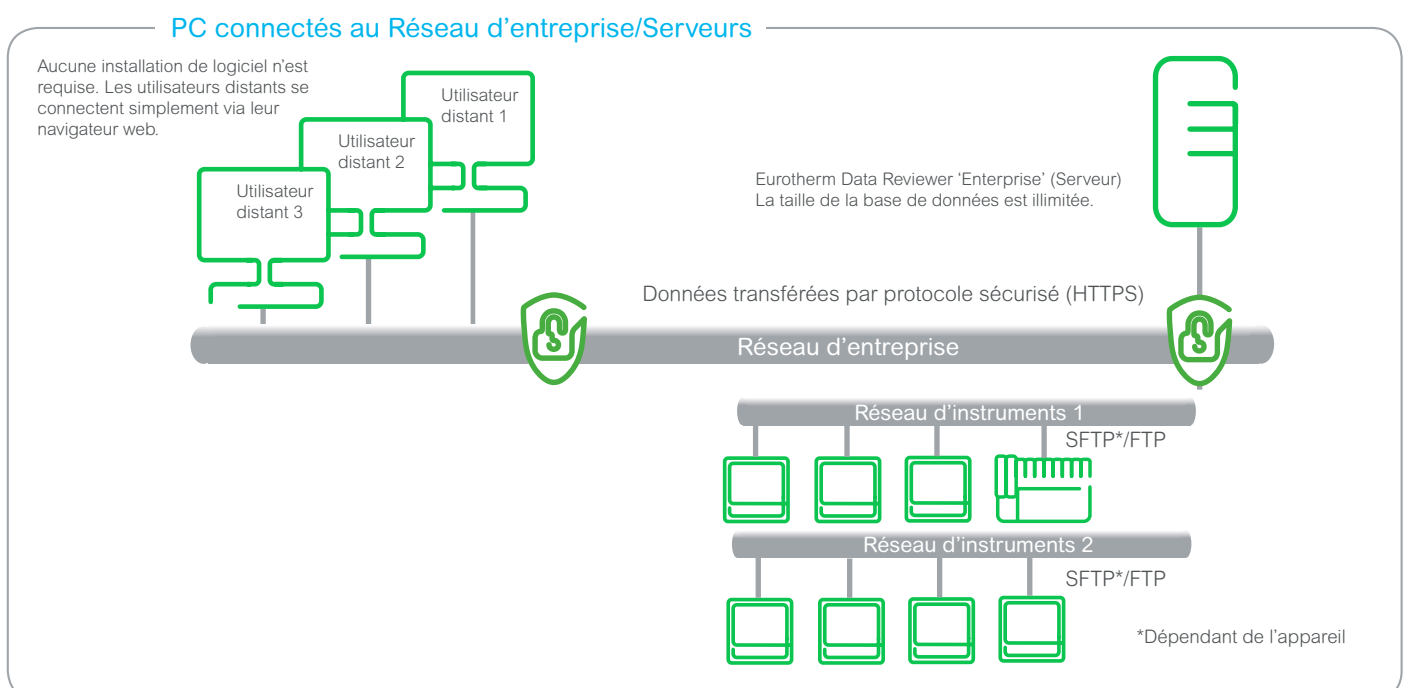 PC connectés au Réseau d’entreprise/Serveurs
Aucune installation de logiciel n’est
requise. Les utilisateurs distants se
connectent simplement via leur
navigateur web.
Utilisateur
distant 1
Utilisateur
distant 2
Utilisateur
distant 3
Eurotherm Data Reviewer ‘Enterprise’ (Serveur)
La taille de la base de données est illimitée.
Données transférées par protocole sécurisé (HTTPS)
Réseau d’entreprise
Réseau d’instruments 1
SFTP*/FTP
Réseau d’instruments 2
SFTP*/FTP
*Dépendant de l’appareil